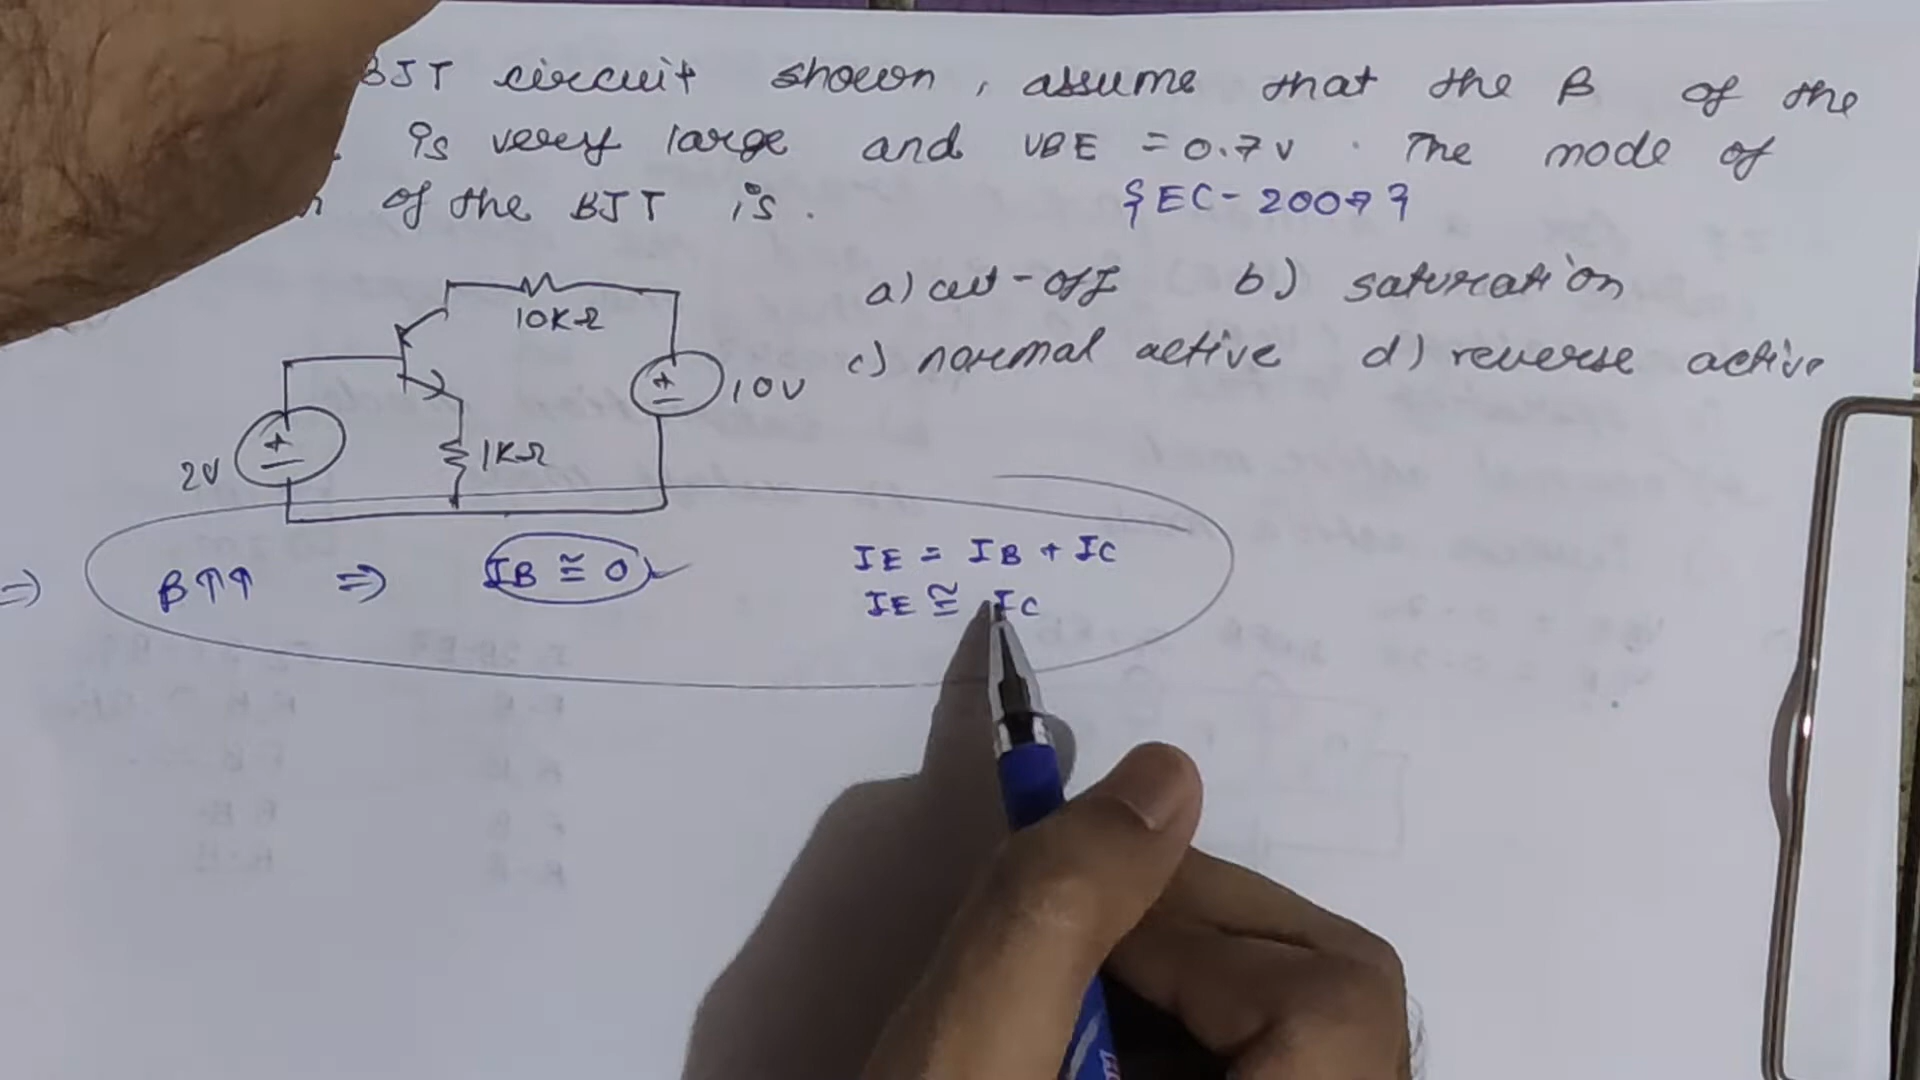 BJT circuit shown, assume that the β of the
is very large and VBE = 0.7V. The mode of
of the BJT is. {EC-2007}
a) cut-off b) saturation
c) normal active d) reverse active
10KΩ
10V
1KΩ
2V
=> β↑↑ => IB ≅ 0 ✓
IE = IB + IC
IE ≅ IC